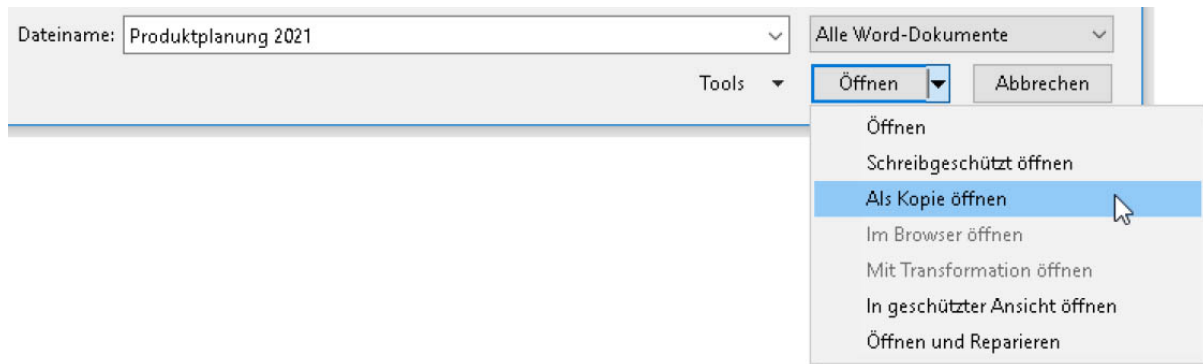 Dateiname: Produktplanung 2021 Alle Word-Dokumente
Tools Öffnen Abbrechen
Öffnen
Schreibgeschützt öffnen
Als Kopie öffnen
Im Browser öffnen
Mit Transformation öffnen
In geschützter Ansicht öffnen
Öffnen und Reparieren